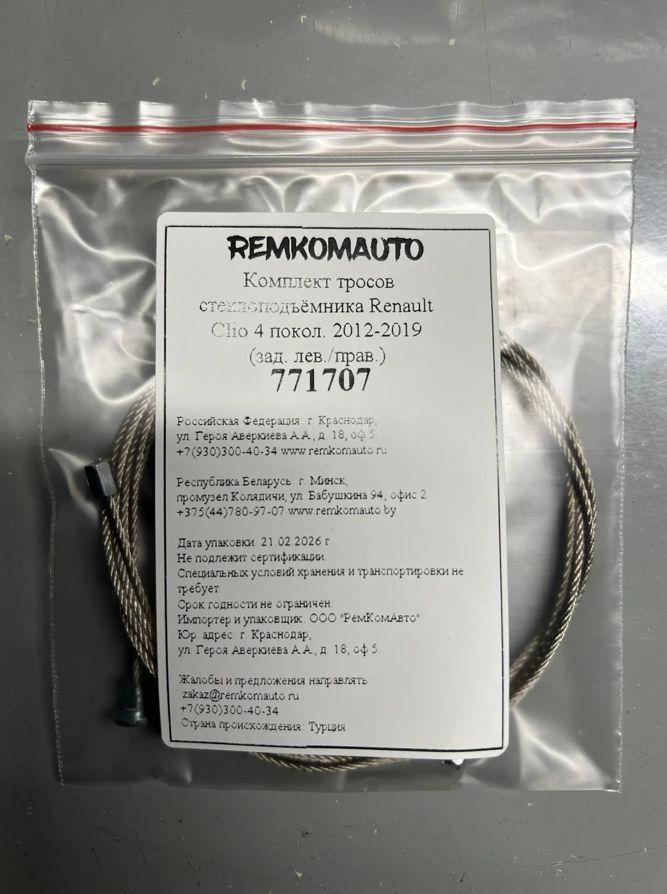 REMKOMAUTO
Комплект тросов
стеклоподъёмника Renault
Clio 4 покол. 2012-2019
(зад. лев./прав.)
771707
Российская Федерация г. Краснодар,
ул. Героя Аверкиева А.А., д. 18, оф 5.
+7(930)300-40-34 www.remkomauto.ru
Республика Беларусь г. Минск,
промузел Колядичи, ул. Бабушкина 94, офис 2
+375(44)780-97-07 www.remkomauto.by
Дата упаковки 21.02.2026 г.
Не подлежит сертификации.
Специальных условий хранения и транспортировки не
требует
Срок годности не ограничен.
Импортер и упаковщик: ООО "РемКомАвто"
Юр. адрес: г. Краснодар,
ул. Героя Аверкиева А.А., д. 18, оф 5
Жалобы и предложения направлять:
zakaz@remkomauto.ru
+7(930)300-40-34
Страна происхождения: Турция